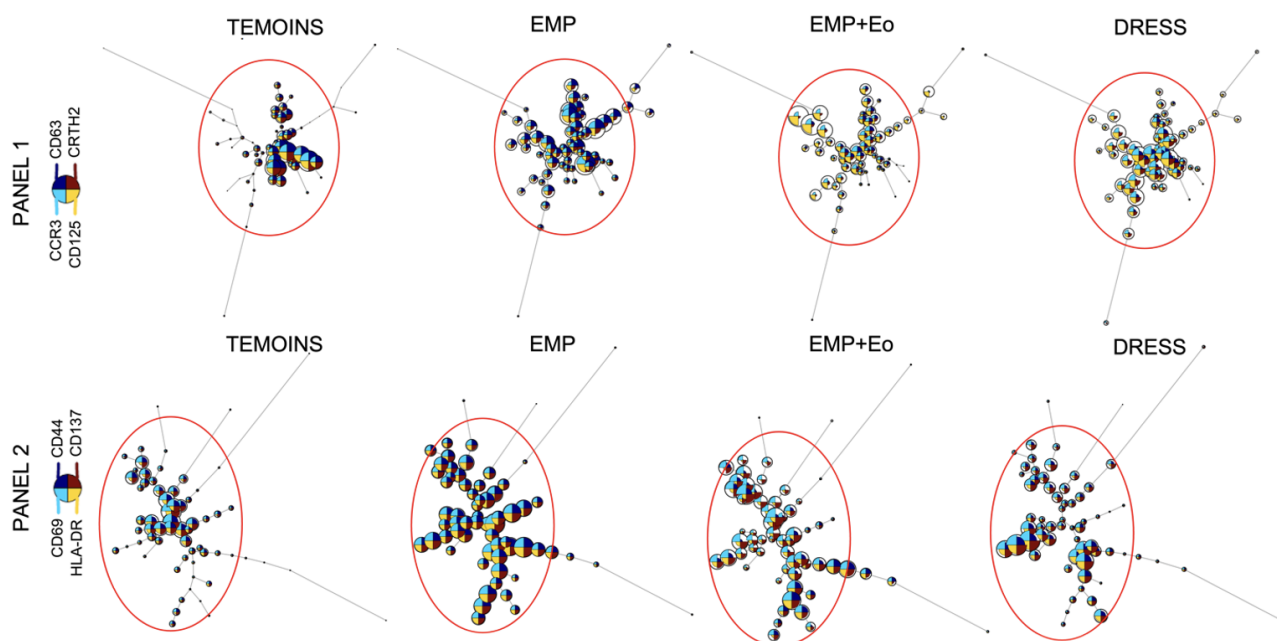 TEMOINS
EMP
EMP+Eo
DRESS
PANEL 1
CD63
CRTH2
CCR3
CD125
TEMOINS
EMP
EMP+Eo
DRESS
PANEL 2
CD44
CD137
CD69
HLA-DR